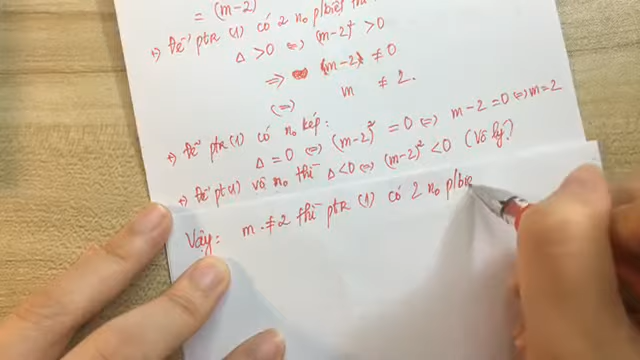 = (m-2)²
→ Để ptr (1) có 2 n₀ p/biệt thì
Δ >0 <=> (m-2)² >0
=> (m-2) ≠ 0
(=) m ≠ 2.
→ Để ptr (1) có n₀ kép:
Δ = 0 (=) (m-2)² = 0 (=) m-2 =0 (=) m=2
→ Để pt (1) vô n₀ thì Δ <0 (=) (m-2)² <0 (Vô lý!)
Vậy: m ≠ 2 thì ptr (1) có 2 n₀ p/biệ